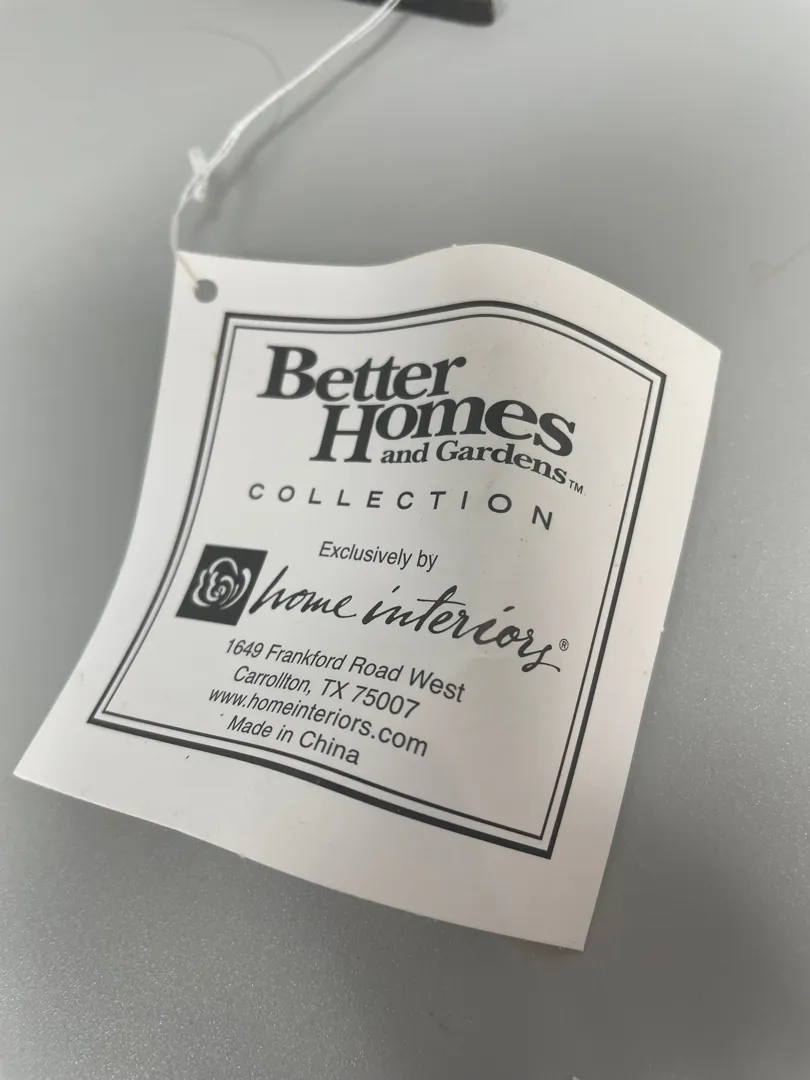 Better
Homes
and Gardens™
COLLECTION
Exclusively by
home interiors®
1649 Frankford Road West
Carrollton, TX 75007
www.homeinteriors.com
Made in China